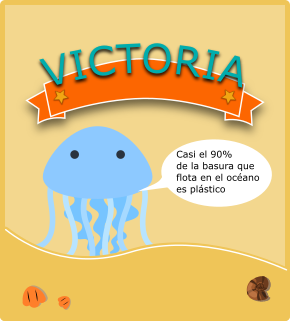 VICTORIA
Casi el 90%
de la basura que
flota en el océano
es plástico